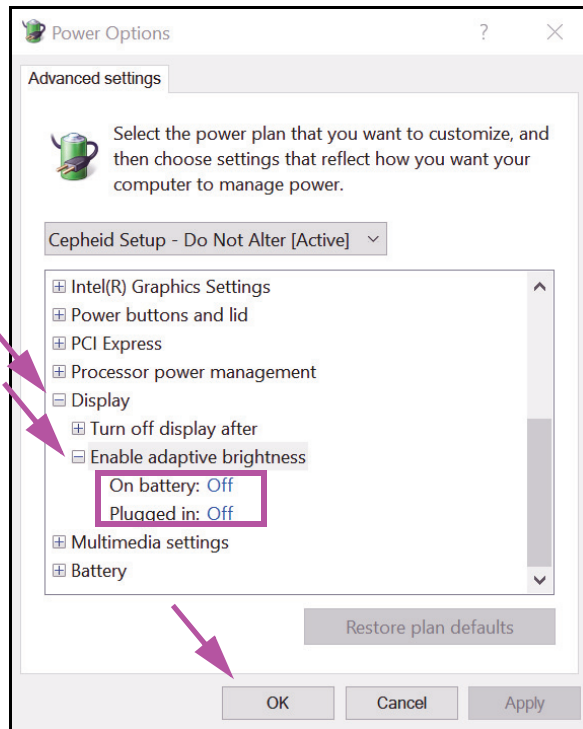 Power Options
Advanced settings
Select the power plan that you want to customize, and
then choose settings that reflect how you want your
computer to manage power.
Cepheid Setup - Do Not Alter [Active]
Intel(R) Graphics Settings
Power buttons and lid
PCI Express
Processor power management
Display
Turn off display after
Enable adaptive brightness
On battery: Off
Plugged in: Off
Multimedia settings
Battery
Restore plan defaults
OK Cancel Apply